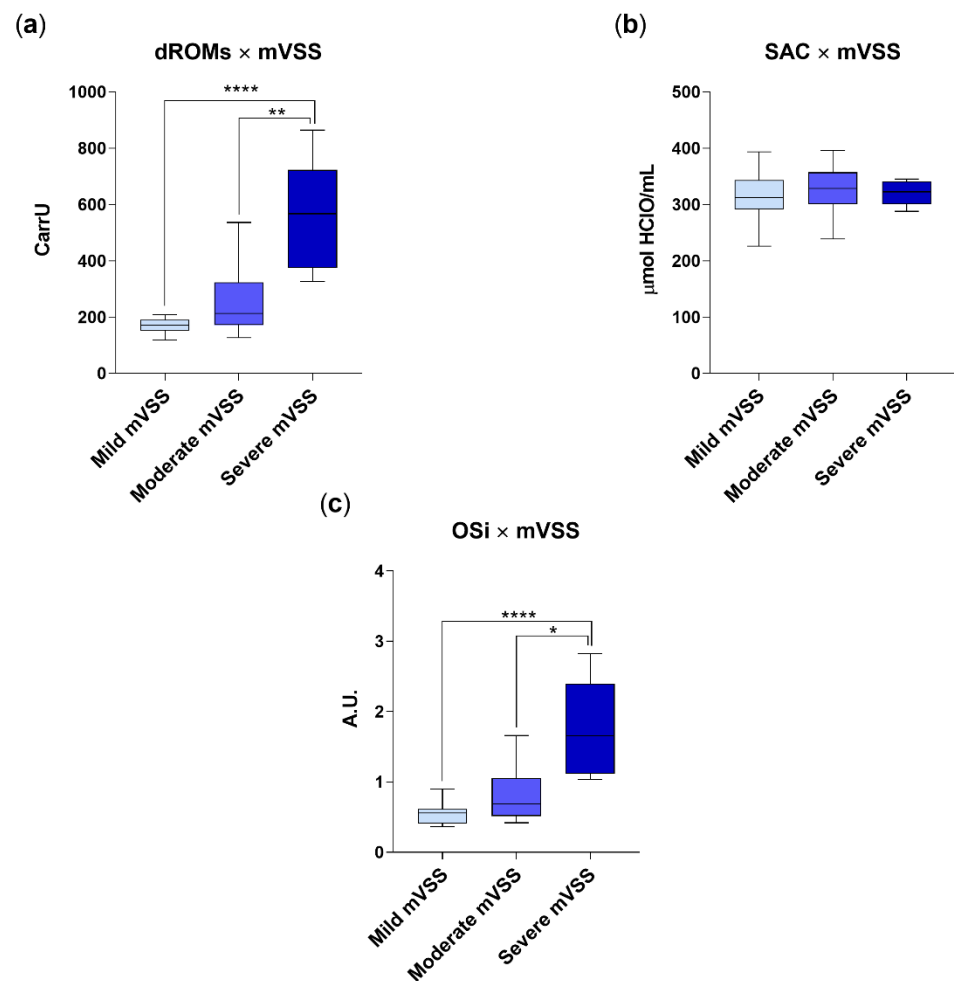 (a)
dROMs × mVSS
CarrU
1000
800
600
400
200
0
****
**
Mild mVSS
Moderate mVSS
Severe mVSS
(b)
SAC × mVSS
μmol HClO/mL
500
400
300
200
100
0
Mild mVSS
Moderate mVSS
Severe mVSS
(c)
OSi × mVSS
A.U.
4
3
2
1
0
****
*
Mild mVSS
Moderate mVSS
Severe mVSS